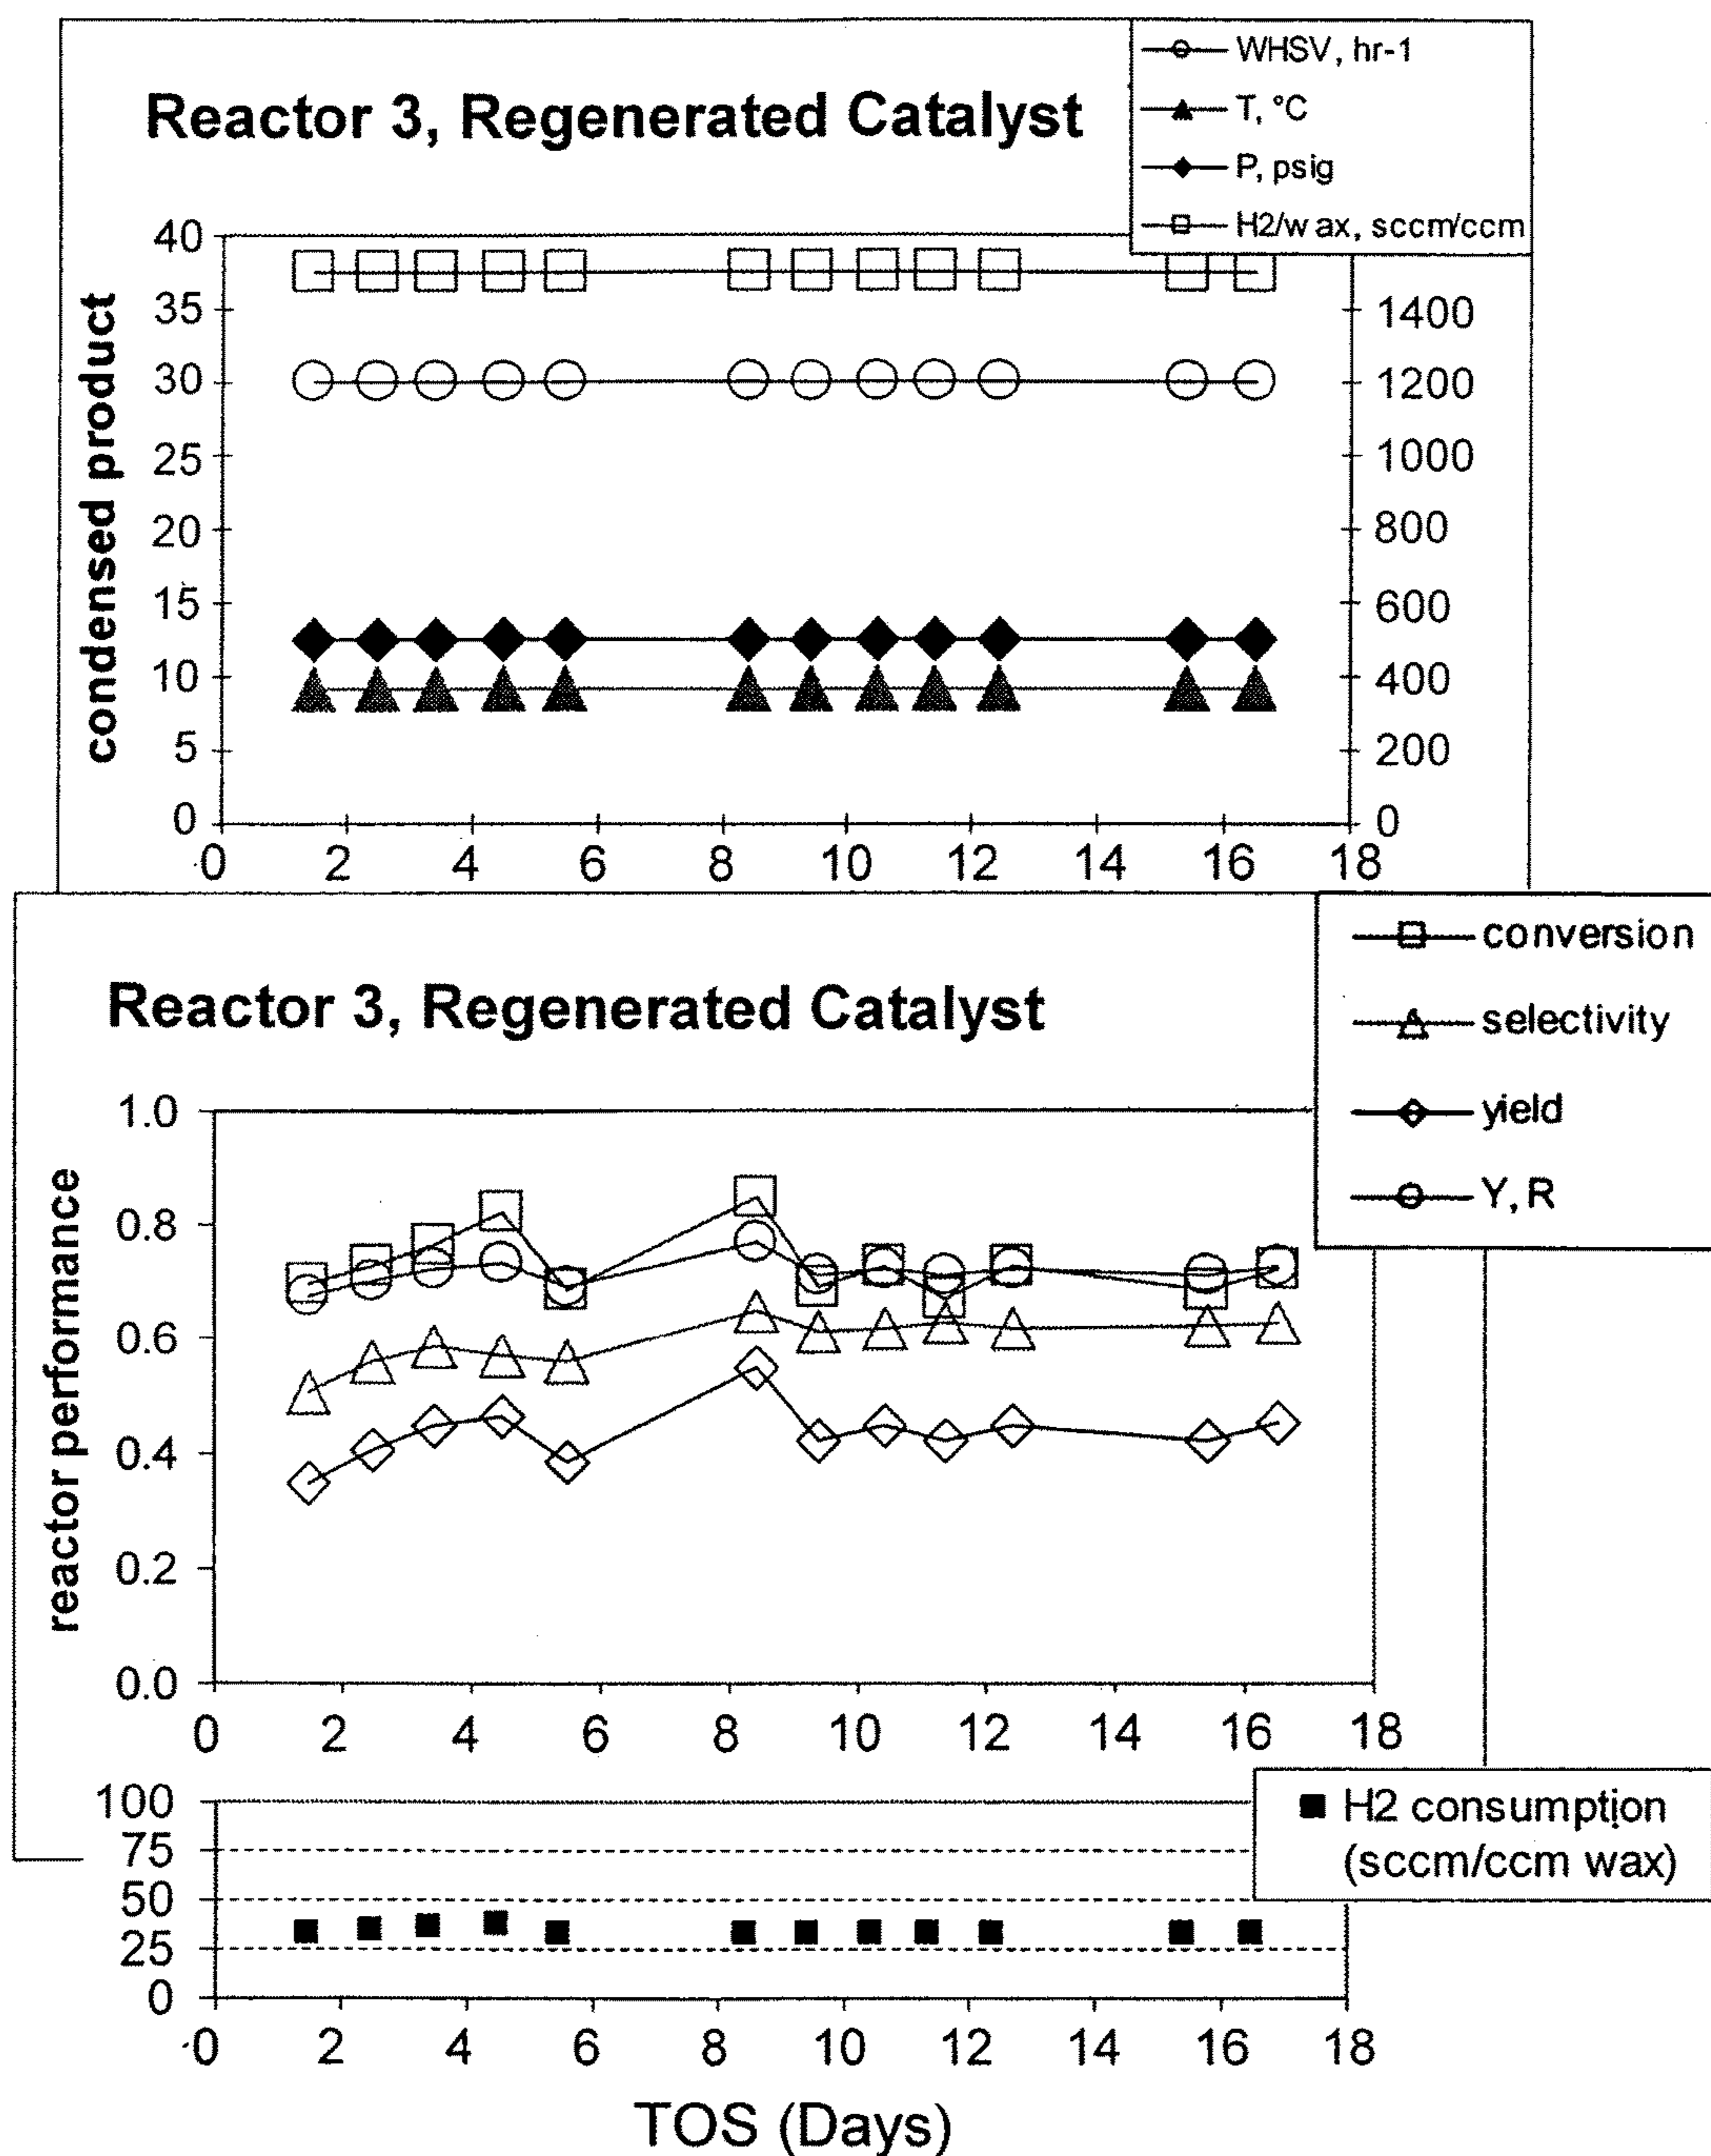 WHSV, hr-1
T, °C
P, psig
H2/wax, sccm/ccm
Reactor 3, Regenerated Catalyst
condensed product
40
35
30
25
20
15
10
5
0
1400
1200
1000
800
600
400
200
0
0 2 4 6 8 10 12 14 16 18
conversion
selectivity
yield
Y, R
Reactor 3, Regenerated Catalyst
reactor performance
1.0
0.8
0.6
0.4
0.2
0.0
0 2 4 6 8 10 12 14 16 18
H2 consumption
(sccm/ccm wax)
100
75
50
25
0
0 2 4 6 8 10 12 14 16 18
TOS (Days)